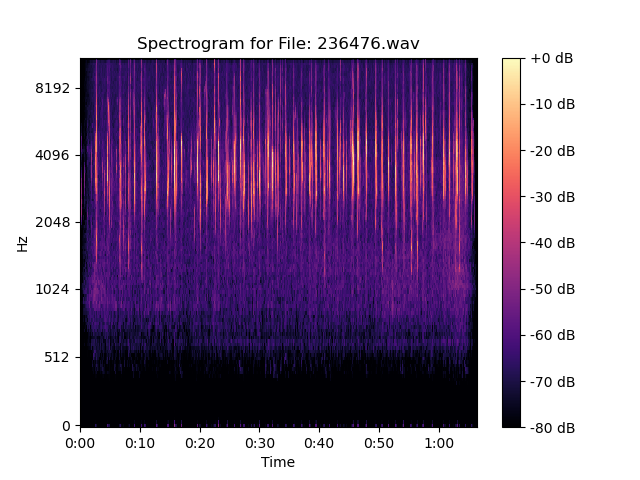 Spectrogram for File: 236476.wav
Hz
8192
4096
2048
1024
512
0
0:00 0:10 0:20 0:30 0:40 0:50 1:00
Time
+0 dB
-10 dB
-20 dB
-30 dB
-40 dB
-50 dB
-60 dB
-70 dB
-80 dB